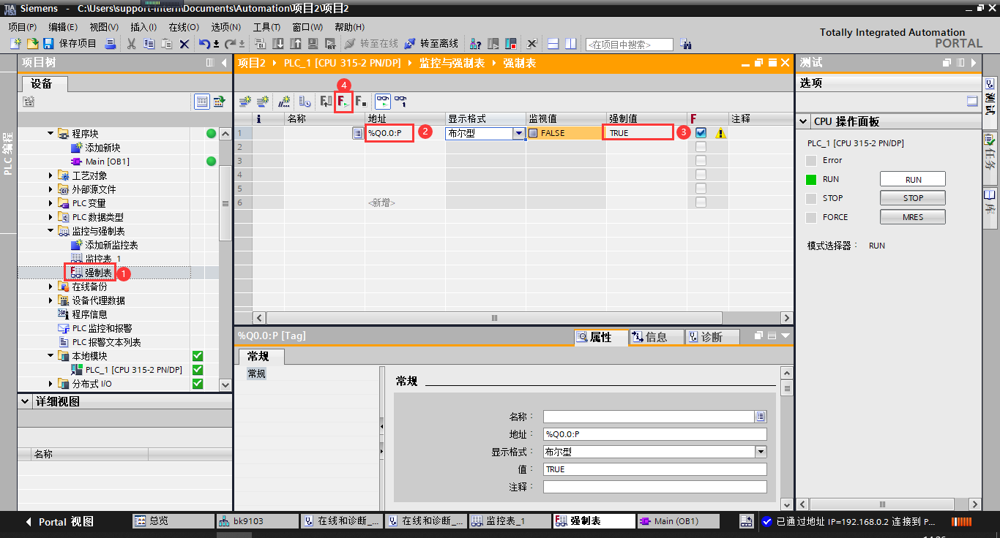 Siemens - C:\Users\support-intern\Documents\Automation\项目2\项目2
项目(P) 编辑(E) 视图(V) 插入(I) 在线(O) 选项(N) 工具(T) 窗口(W) 帮助(H)
Totally Integrated Automation
PORTAL
保存项目 转至在线 转至离线 <在项目中搜索>
项目树
设备
PLC 编程
程序块
添加新块
Main [OB1]
工艺对象
外部源文件
PLC 变量
PLC 数据类型
监控与强制表
添加新监控表
监控表_1
强制表 1
在线备份
设备代理数据
程序信息
PLC 监控和报警
PLC 报警文本列表
本地模块
PLC_1 [CPU 315-2 PN/DP]
分布式 I/O
详细视图
名称
项目2 PLC_1 [CPU 315-2 PN/DP] 监控与强制表 强制表
4
i 名称 地址 显示格式 监视值 强制值 F 注释
1 %Q0.0:P 2 布尔型 FALSE TRUE 3
2
3
4
5
6 <新增>
%Q0.0:P [Tag]
属性 信息 诊断
常规
常规
常规
名称：
地址： %Q0.0:P
显示格式： 布尔型
值： TRUE
注释：
测试
选项
CPU 操作面板
PLC_1 [CPU 315-2 PN/DP]
Error
RUN RUN
STOP STOP
FORCE MRES
模式选择器： RUN
测试
任务
库
Portal 视图 总览 bk9103 在线和诊断_... 在线和诊断_... 监控表_1 强制表 Main (OB1) 已通过地址 IP=192.168.0.2 连接到 P...